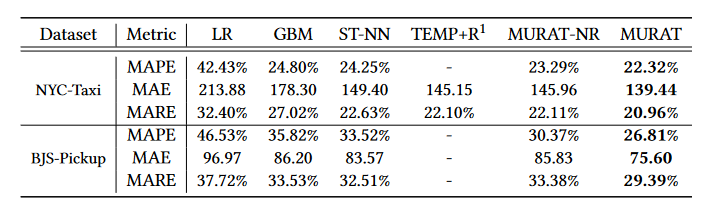 Dataset Metric LR GBM ST-NN TEMP+R¹ MURAT-NR MURAT
MAPE 42.43% 24.80% 24.25% - 23.29% 22.32%
NYC-Taxi MAE 213.88 178.30 149.40 145.15 145.96 139.44
MARE 32.40% 27.02% 22.63% 22.10% 22.11% 20.96%
MAPE 46.53% 35.82% 33.52% - 30.37% 26.81%
BJS-Pickup MAE 96.97 86.20 83.57 - 85.83 75.60
MARE 37.72% 33.53% 32.51% - 33.38% 29.39%